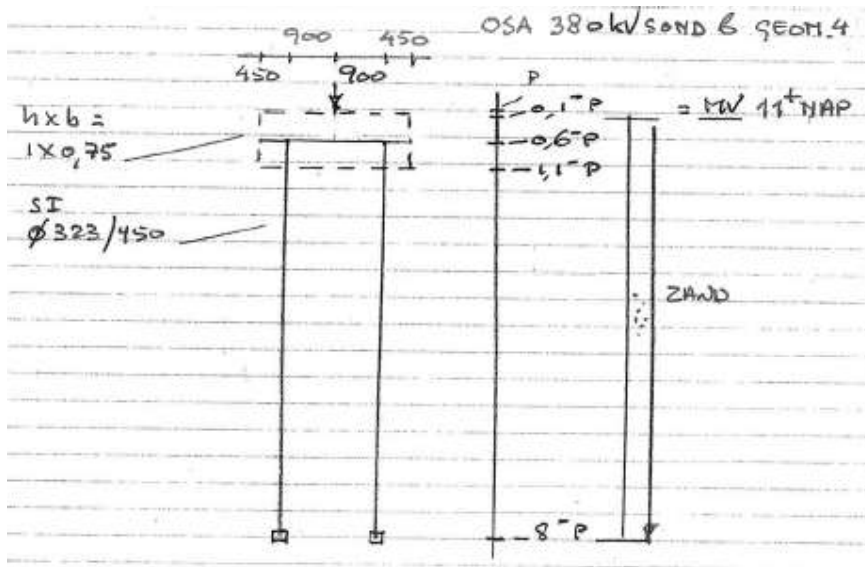 OSA 380kV SOND 6 GEOM.4
900 450
450 900
P
0,1⁻P = MV 11⁺NAP
h x b =
1 x 0,75
0,6⁻P
1,1⁻P
SI
Ø 323/450
ZAND
8⁻P